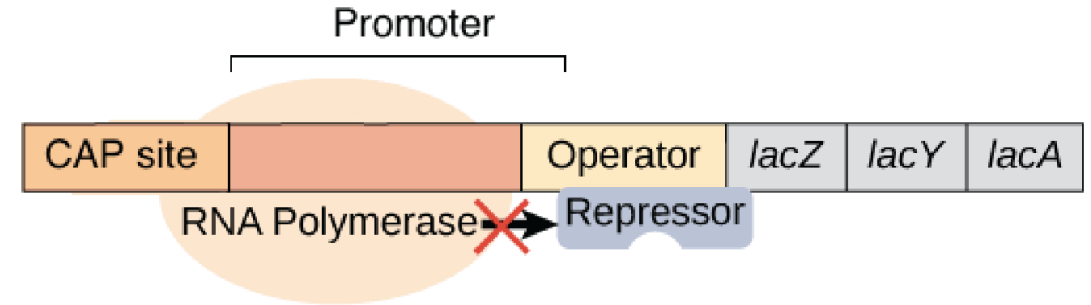 Promoter
CAP site Operator lacZ lacY lacA
RNA Polymerase Repressor